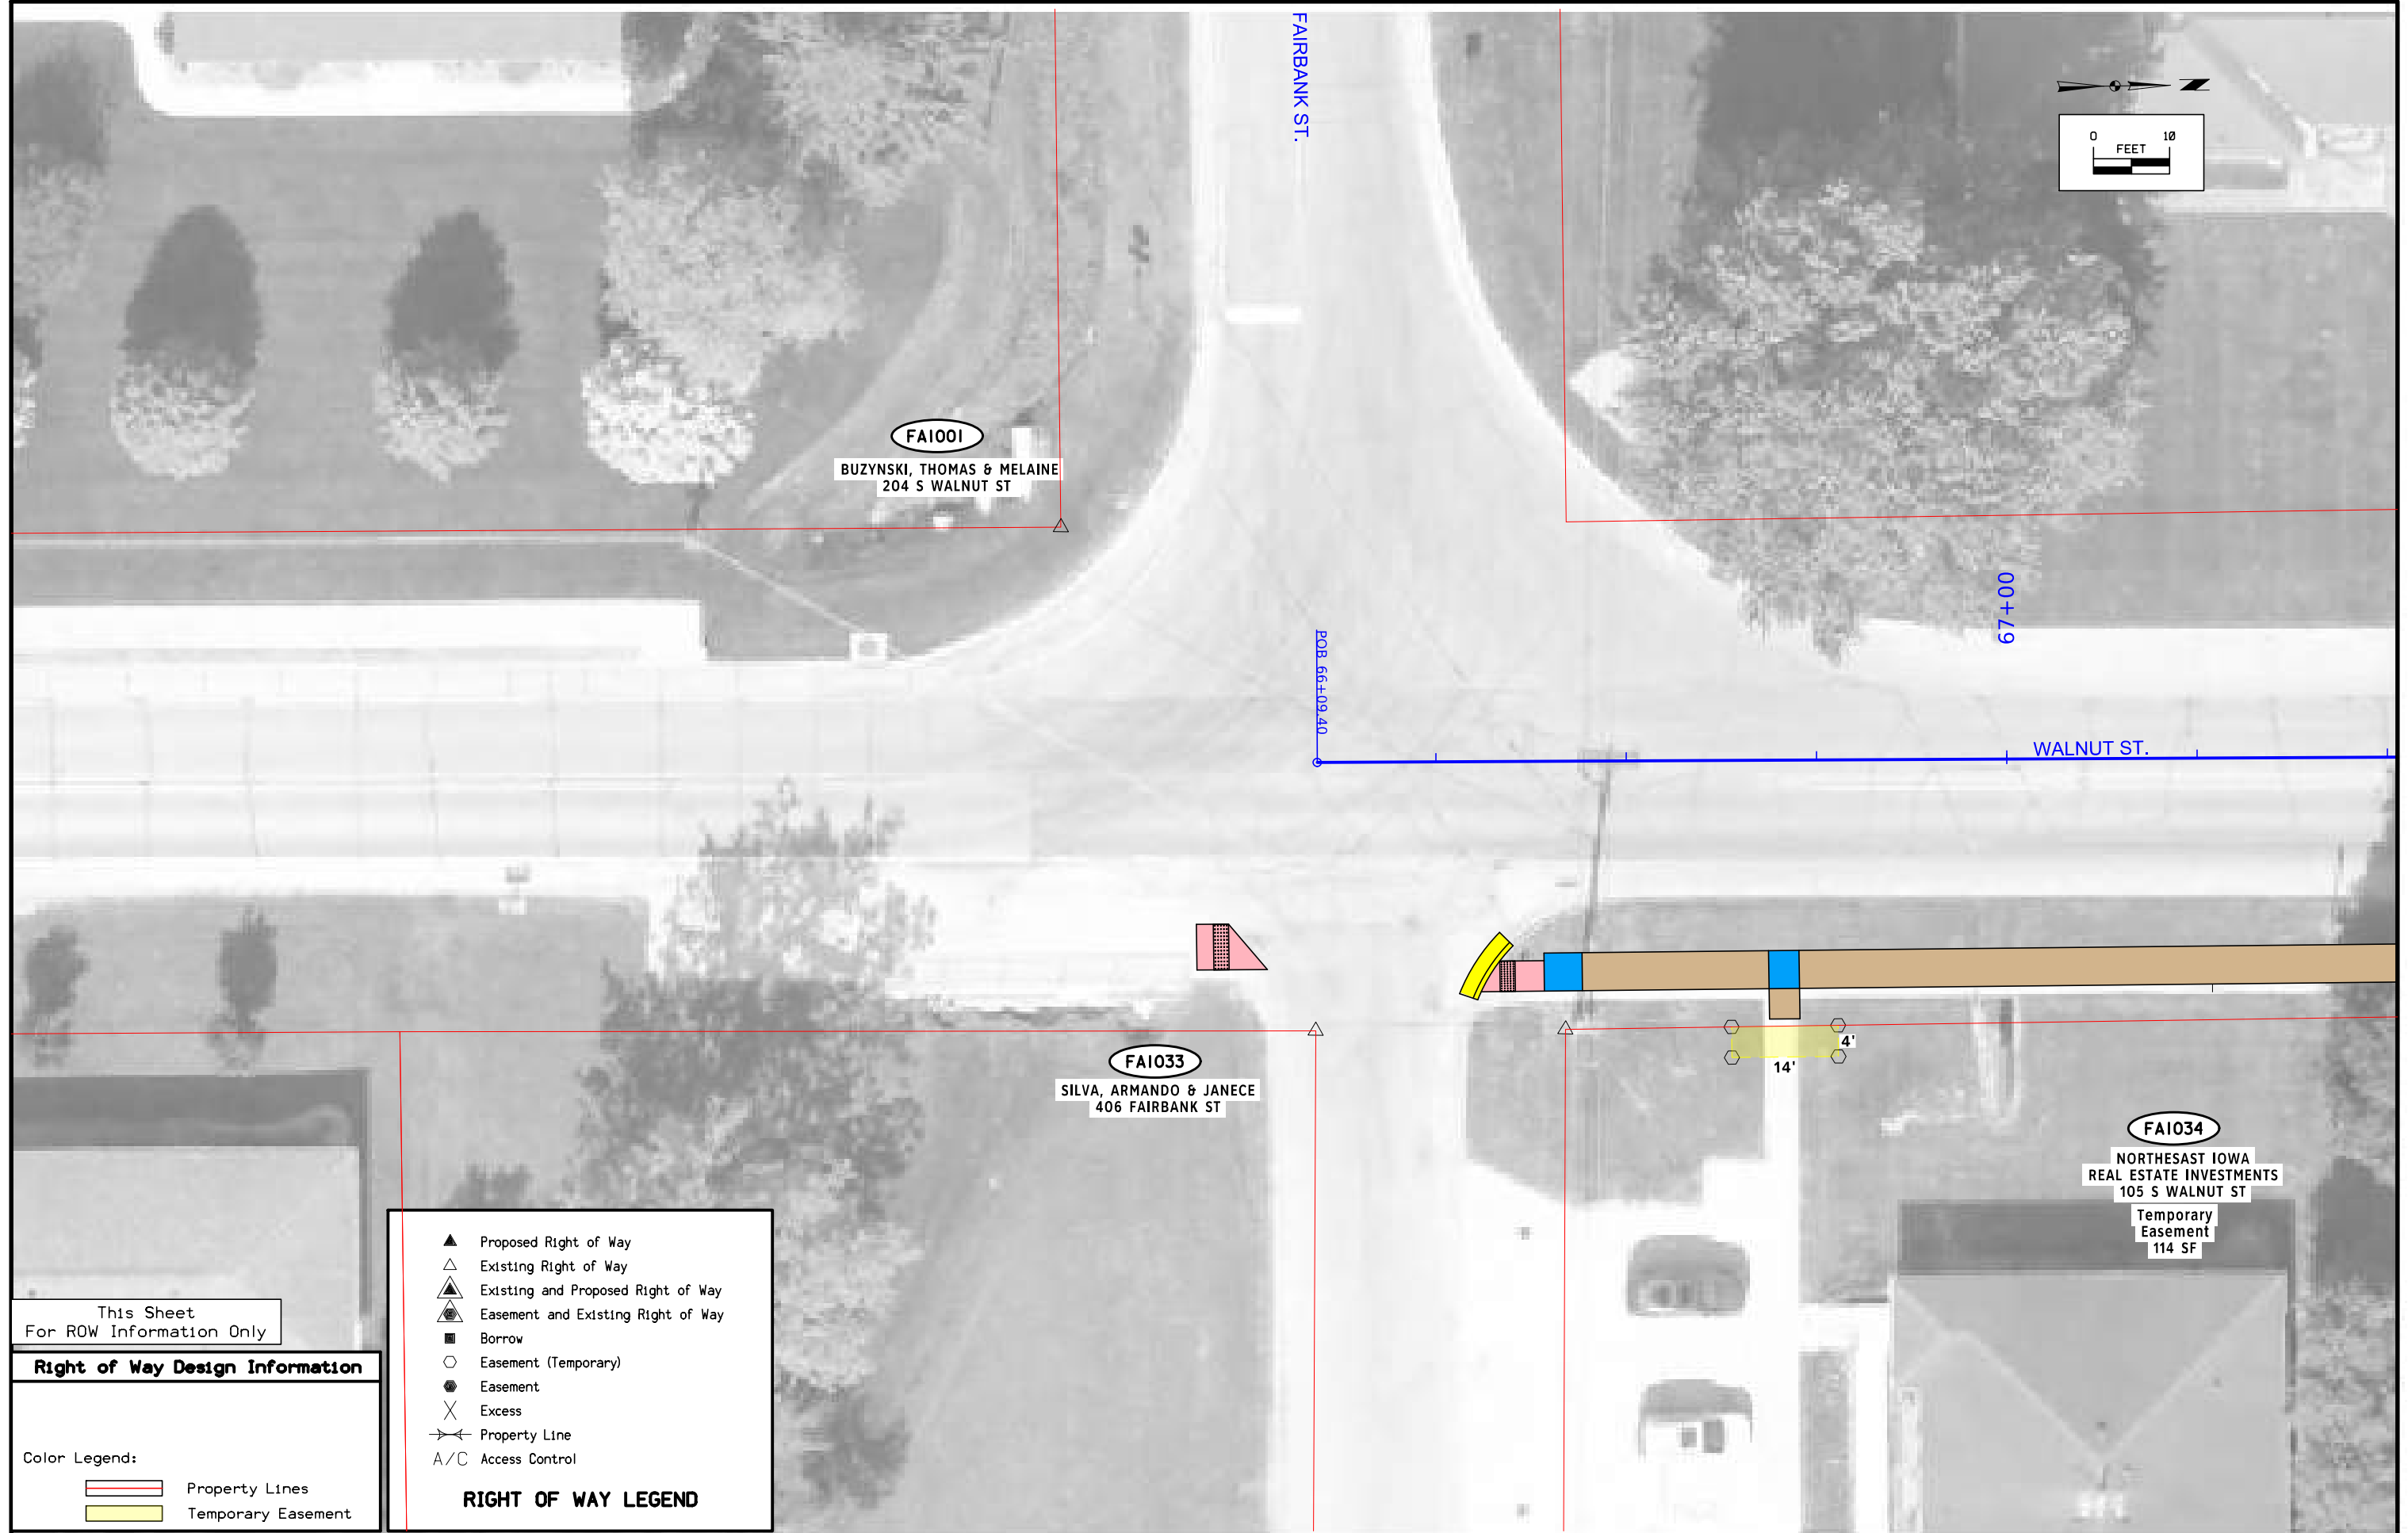 FAIRBANK ST.
0 10
FEET
FA1001
BUZYNSKI, THOMAS & MELAINE
204 S WALNUT ST
67+00
POB 66+09.40
WALNUT ST.
4'
14'
FA1033
SILVA, ARMANDO & JANECE
406 FAIRBANK ST
FA1034
NORTHESAST IOWA
REAL ESTATE INVESTMENTS
105 S WALNUT ST
Temporary
Easement
114 SF
Proposed Right of Way
Existing Right of Way
Existing and Proposed Right of Way
Easement and Existing Right of Way
Borrow
Easement (Temporary)
Easement
Excess
Property Line
A/C Access Control
RIGHT OF WAY LEGEND
This Sheet
For ROW Information Only
Right of Way Design Information
Color Legend:
Property Lines
Temporary Easement